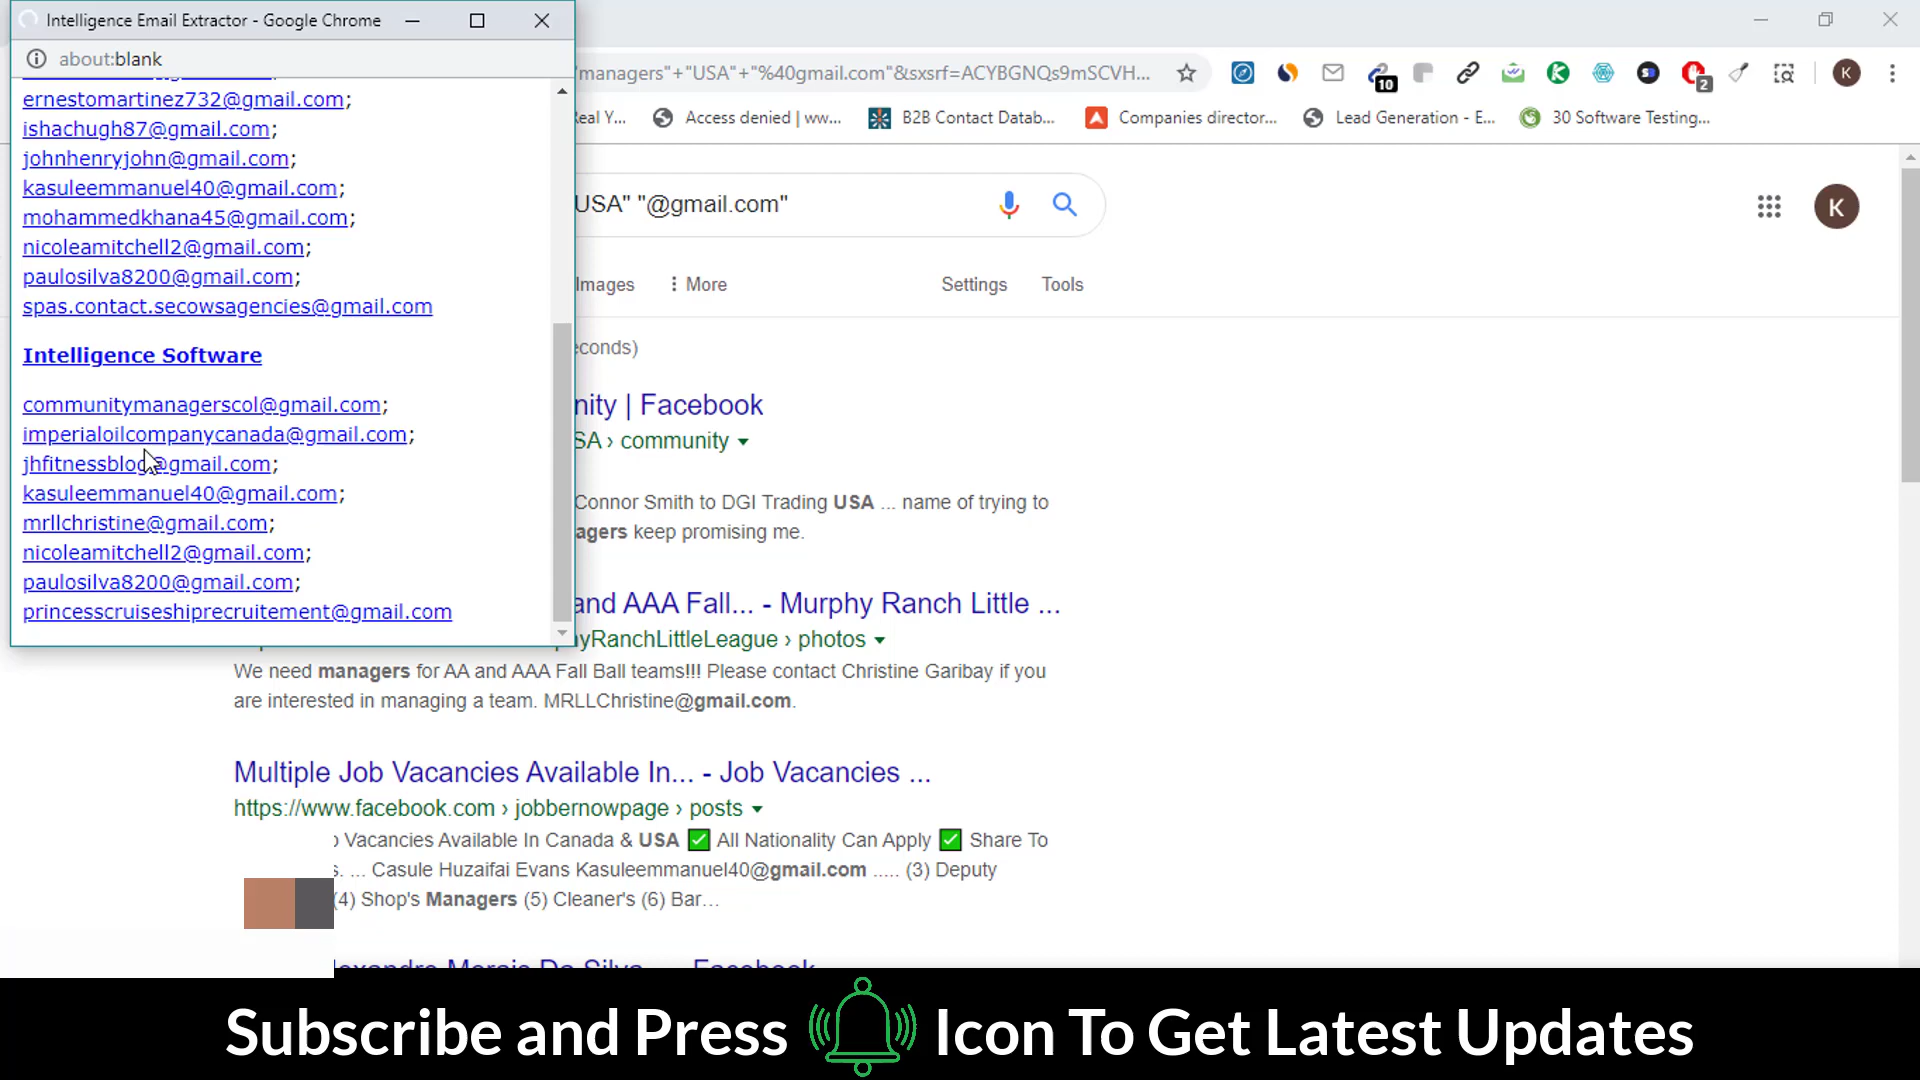 Intelligence Email Extractor - Google Chrome
about:blank
ernestomartinez732@gmail.com;
ishachugh87@gmail.com;
johnhenryjohn@gmail.com;
kasuleemmanuel40@gmail.com;
mohammedkhana45@gmail.com;
nicoleamitchell2@gmail.com;
paulosilva8200@gmail.com;
spas.contact.secowsagencies@gmail.com
Intelligence Software
communitymanagerscol@gmail.com;
imperialoilcompanycanada@gmail.com;
jhfitnessblog@gmail.com;
kasuleemmanuel40@gmail.com;
mrllchristine@gmail.com;
nicoleamitchell2@gmail.com;
paulosilva8200@gmail.com;
princesscruiseshiprecruitement@gmail.com
managers"+"USA"+"%40gmail.com"&sxsrf=ACYBGNQs9mSCVH...
10
2
K
eal Y...
Access denied | ww...
B2B Contact Datab...
Companies director...
Lead Generation - E...
30 Software Testing...
USA" "@gmail.com"
K
Images
More
Settings
Tools
econds)
nity | Facebook
SA › community
Connor Smith to DGI Trading USA ... name of trying to
agers keep promising me.
and AAA Fall... - Murphy Ranch Little ...
yRanchLittleLeague › photos
We need managers for AA and AAA Fall Ball teams!!! Please contact Christine Garibay if you
are interested in managing a team. MRLLChristine@gmail.com.
Multiple Job Vacancies Available In... - Job Vacancies ...
https://www.facebook.com › jobbernowpage › posts
Vacancies Available In Canada & USA ✅ All Nationality Can Apply ✅ Share To
s. ... Casule Huzaifai Evans Kasuleemmanuel40@gmail.com ..... (3) Deputy
(4) Shop's Managers (5) Cleaner's (6) Bar...
Subscribe and Press Icon To Get Latest Updates